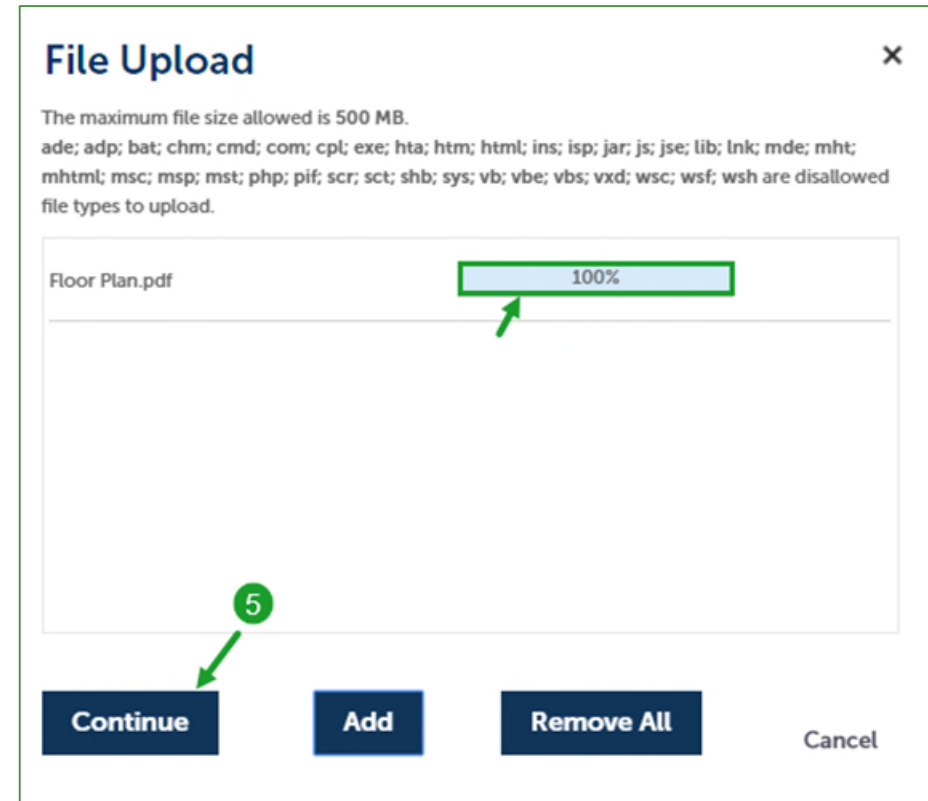 File Upload
×
The maximum file size allowed is 500 MB.
ade; adp; bat; chm; cmd; com; cpl; exe; hta; htm; html; ins; isp; jar; js; jse; lib; lnk; mde; mht;
mhtml; msc; msp; mst; php; pif; scr; sct; shb; sys; vb; vbe; vbs; vxd; wsc; wsf; wsh are disallowed
file types to upload.
Floor Plan.pdf 100%
5
Continue Add Remove All Cancel